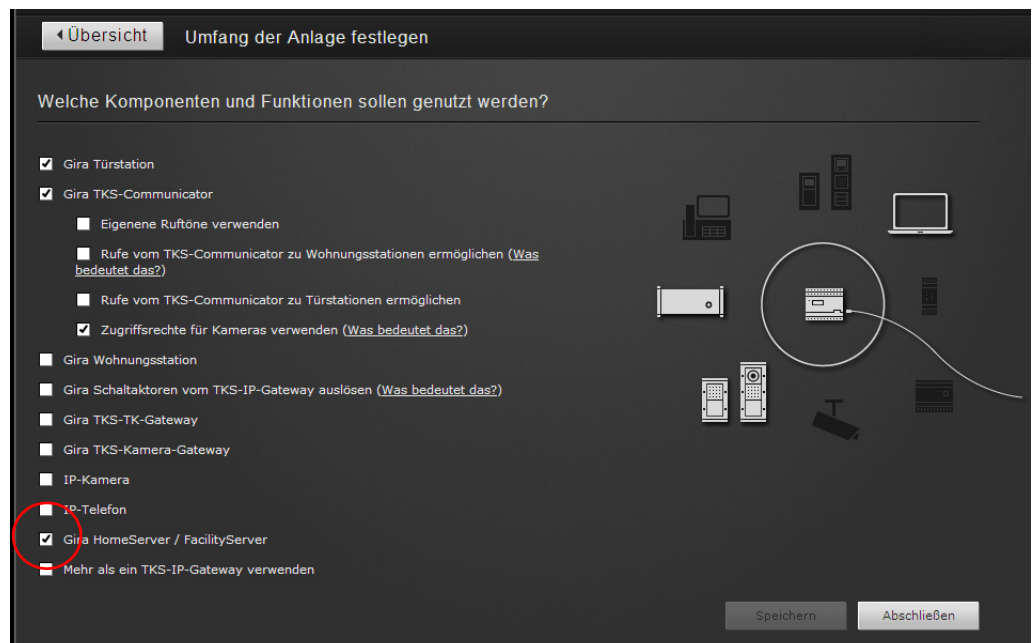 Übersicht Umfang der Anlage festlegen
Welche Komponenten und Funktionen sollen genutzt werden?
Gira Türstation
Gira TKS-Communicator
Eigenene Ruftöne verwenden
Rufe vom TKS-Communicator zu Wohnungsstationen ermöglichen (Was
bedeutet das?)
Rufe vom TKS-Communicator zu Türstationen ermöglichen
Zugriffsrechte für Kameras verwenden (Was bedeutet das?)
Gira Wohnungsstation
Gira Schaltaktoren vom TKS-IP-Gateway auslösen (Was bedeutet das?)
Gira TKS-TK-Gateway
Gira TKS-Kamera-Gateway
IP-Kamera
IP-Telefon
Gira HomeServer / FacilityServer
Mehr als ein TKS-IP-Gateway verwenden
Speichern Abschließen